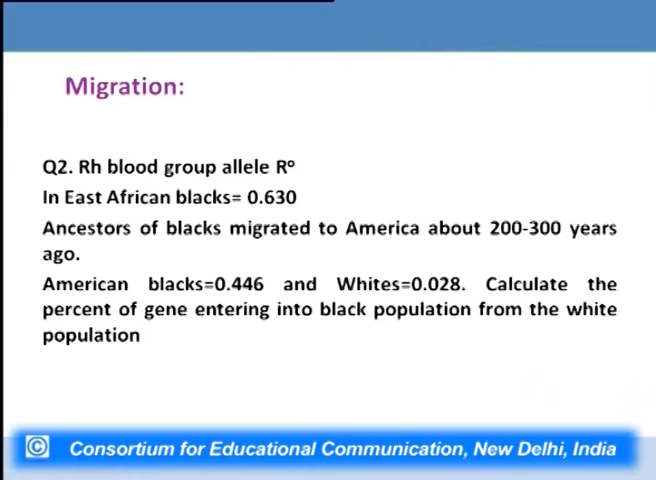 Migration:
Q2. Rh blood group allele Rº
In East African blacks= 0.630
Ancestors of blacks migrated to America about 200-300 years
ago.
American blacks=0.446 and Whites=0.028. Calculate the
percent of gene entering into black population from the white
population
© Consortium for Educational Communication, New Delhi, India